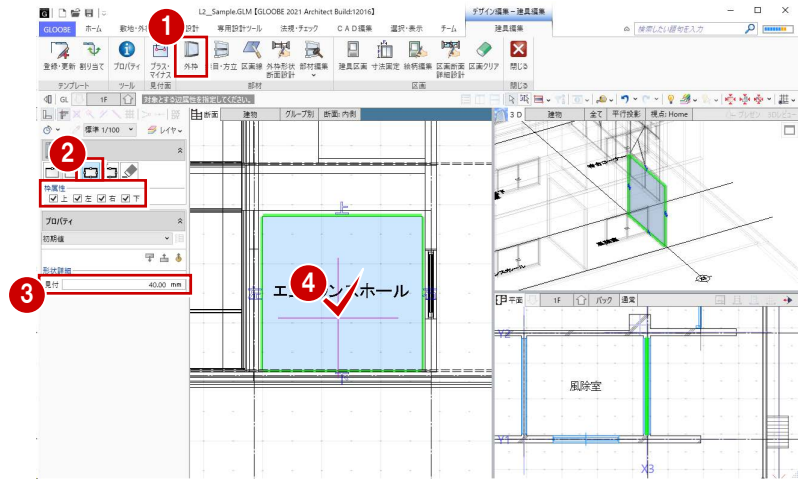 L2_Sample.GLM [GLOOBE 2021 Architect Build:12016]
デザイン編集 – 建具編集
GLOOBE ホーム 敷地・外 設計 専用設計ツール 法規・チェック CAD編集 選択・表示 チーム 建具編集
検索したい語句を入力
1
登録・更新 割り当て プロパティ プラス・マイナス 外枠 目・方立 区画線 外枠形状断面設計 部材編集 建具区画 寸法固定 絵柄編集 区画断面詳細設計 区画クリア 閉じる
テンプレート ツール 見付面 部材 区画 閉じる
GL 1F 対象とする辺属性を指定してください。
断面 建物 グループ別 断面: 内側
3D 建物 全て 平行投影 視点: Home
標準 1/100 レイヤ
2
枠属性
上 左 右 下
プロパティ
初期値
形状詳細
3
見付 40.00 mm
上
4
エ ンスホール
下
風除室
平面 1F バック 通常
Y2
風除室
Y1
X3